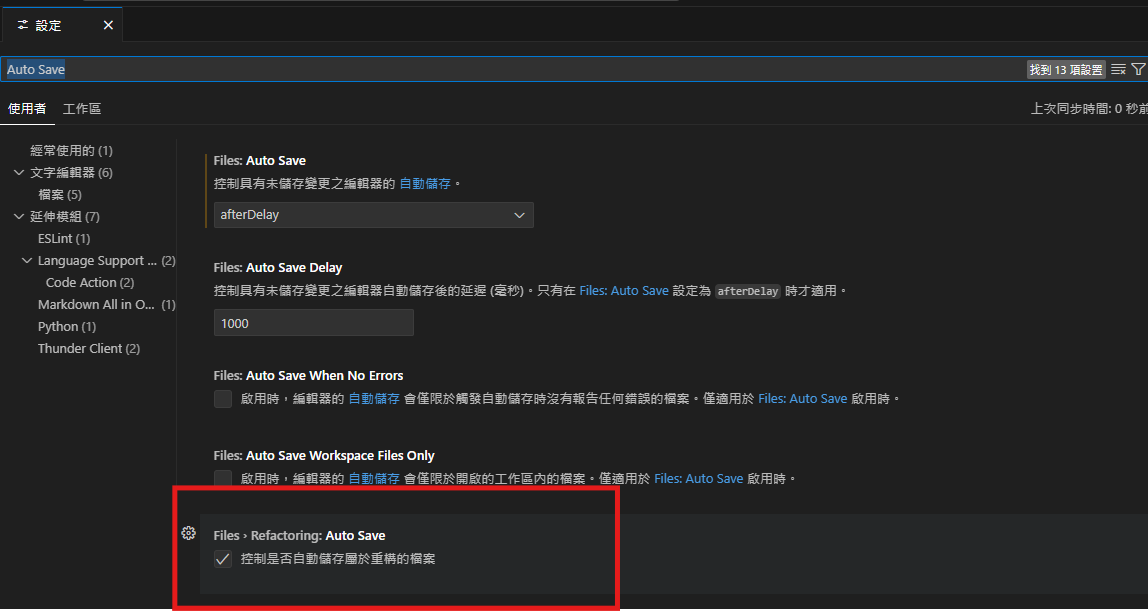 設定
Auto Save
找到 13 項設置
使用者 工作區
上次同步時間: 0 秒前
經常使用的 (1)
文字編輯器 (6)
檔案 (5)
延伸模組 (7)
ESLint (1)
Language Support ... (2)
Code Action (2)
Markdown All in O... (1)
Python (1)
Thunder Client (2)
Files: Auto Save
控制具有未儲存變更之編輯器的 自動儲存。
afterDelay
Files: Auto Save Delay
控制具有未儲存變更之編輯器自動儲存後的延遲 (毫秒)。只有在 Files: Auto Save 設定為 afterDelay 時才適用。
1000
Files: Auto Save When No Errors
啟用時，編輯器的 自動儲存 會僅限於觸發自動儲存時沒有報告任何錯誤的檔案。僅適用於 Files: Auto Save 啟用時。
Files: Auto Save Workspace Files Only
啟用時，編輯器的 自動儲存 會僅限於開啟的工作區內的檔案。僅適用於 Files: Auto Save 啟用時。
Files › Refactoring: Auto Save
控制是否自動儲存屬於重構的檔案